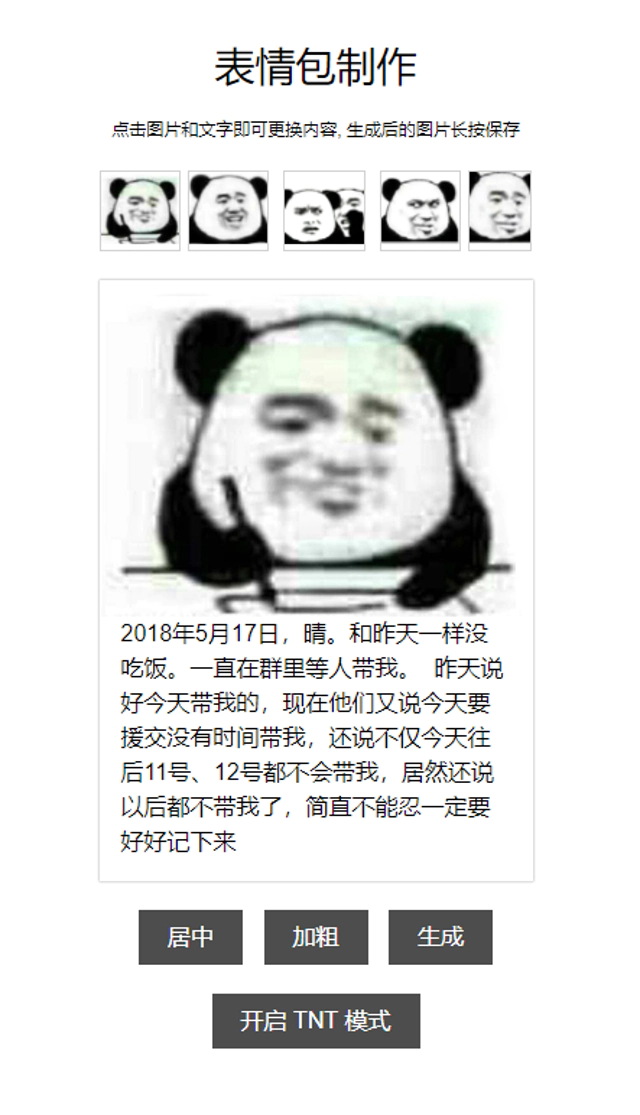 表情包制作
点击图片和文字即可更换内容, 生成后的图片长按保存
2018年5月17日，晴。和昨天一样没
吃饭。一直在群里等人带我。 昨天说
好今天带我的，现在他们又说今天要
援交没有时间带我，还说不仅今天往
后11号、12号都不会带我，居然还说
以后都不带我了，简直不能忍一定要
好好记下来
居中 加粗 生成
开启 TNT 模式